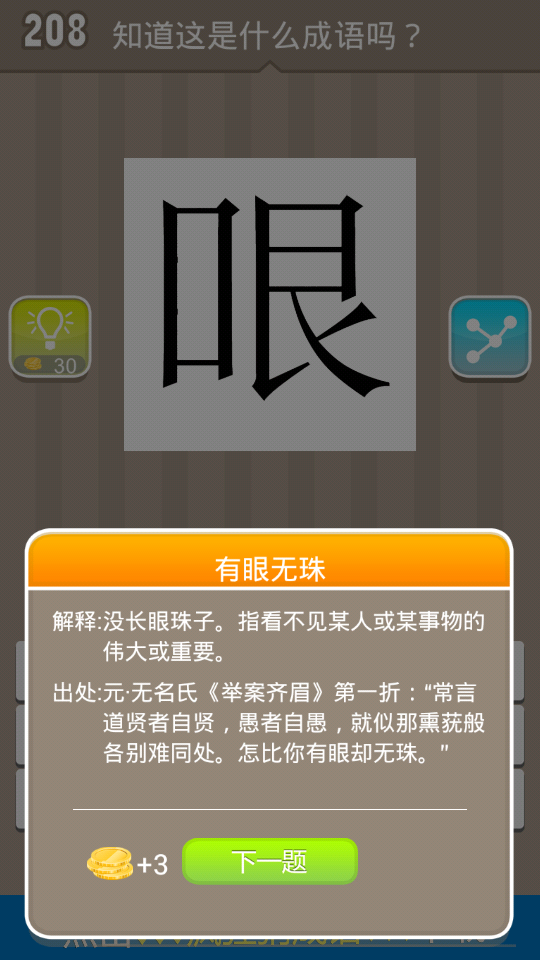 208 知道这是什么成语吗？
30
有眼无珠
解释:没长眼珠子。指看不见某人或某事物的
伟大或重要。
出处:元·无名氏《举案齐眉》第一折：“常言
道贤者自贤，愚者自愚，就似那熏莸般
各别难同处。怎比你有眼却无珠。”
+3 下一题